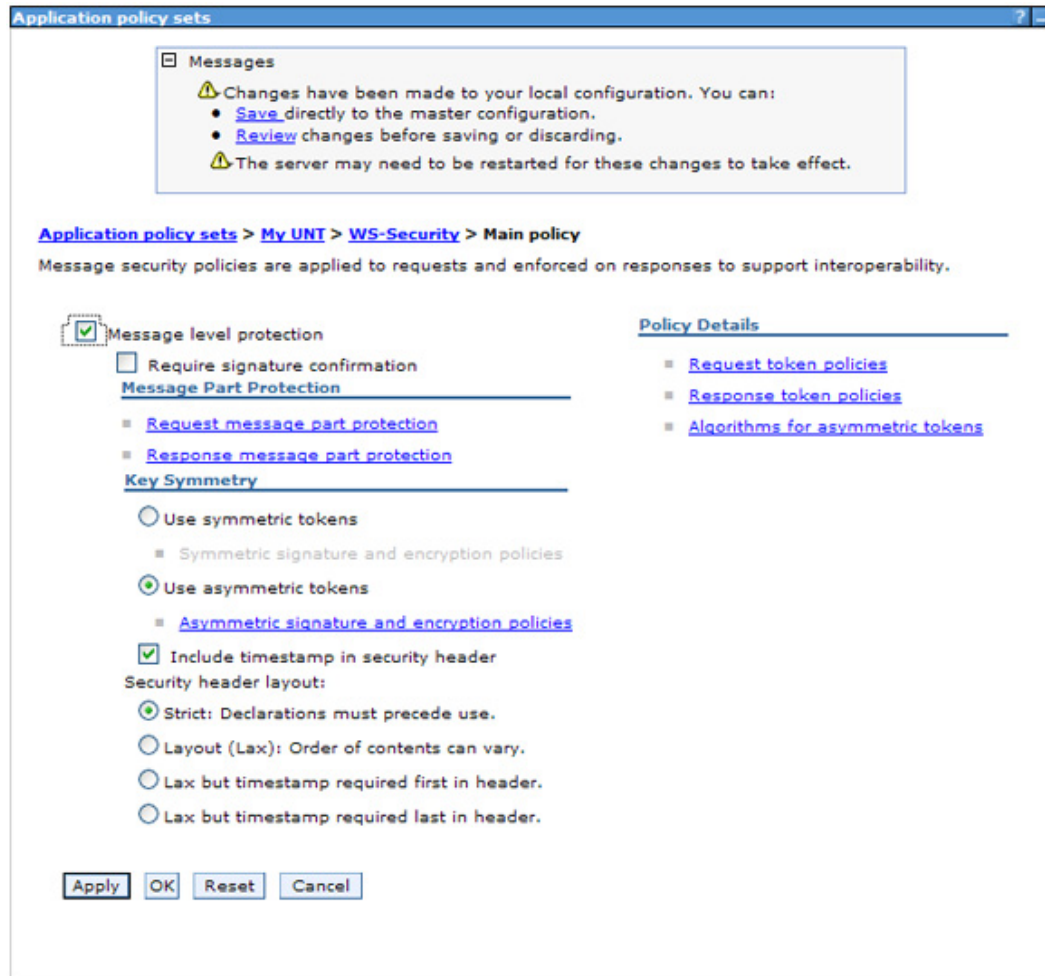 Application policy sets
?
Messages
Changes have been made to your local configuration. You can:
Save directly to the master configuration.
Review changes before saving or discarding.
The server may need to be restarted for these changes to take effect.
Application policy sets > My UNT > WS-Security > Main policy
Message security policies are applied to requests and enforced on responses to support interoperability.
Message level protection
Require signature confirmation
Message Part Protection
Request message part protection
Response message part protection
Key Symmetry
Use symmetric tokens
Symmetric signature and encryption policies
Use asymmetric tokens
Asymmetric signature and encryption policies
Include timestamp in security header
Security header layout:
Strict: Declarations must precede use.
Layout (Lax): Order of contents can vary.
Lax but timestamp required first in header.
Lax but timestamp required last in header.
Policy Details
Request token policies
Response token policies
Algorithms for asymmetric tokens
Apply OK Reset Cancel